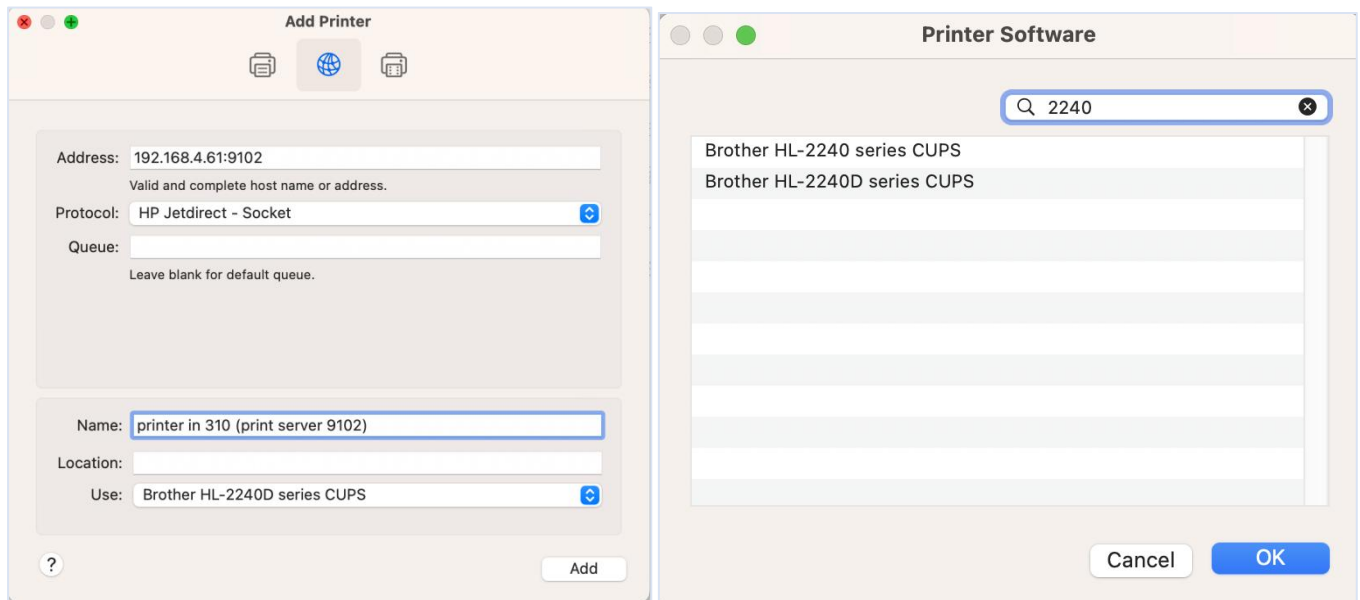 Add Printer
Address: 192.168.4.61:9102
Valid and complete host name or address.
Protocol: HP Jetdirect - Socket
Queue:
Leave blank for default queue.
Name: printer in 310 (print server 9102)
Location:
Use: Brother HL-2240D series CUPS
? Add
Printer Software
2240
Brother HL-2240 series CUPS
Brother HL-2240D series CUPS
Cancel OK